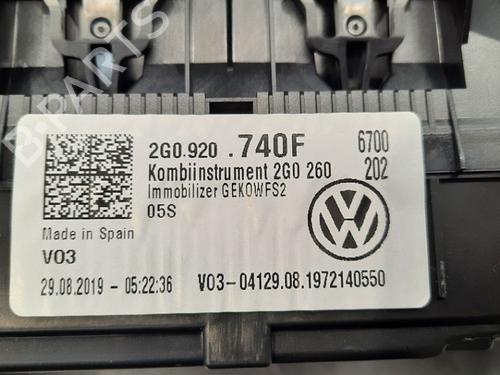 2G0.920 .740F 6700
Kombiinstrument 2G0 260 202
Immobilizer GEKOWFS2
05S
Made in Spain
V03
29.08.2019 - 05:22:36 V03-04129.08.1972140550
B-PARTS